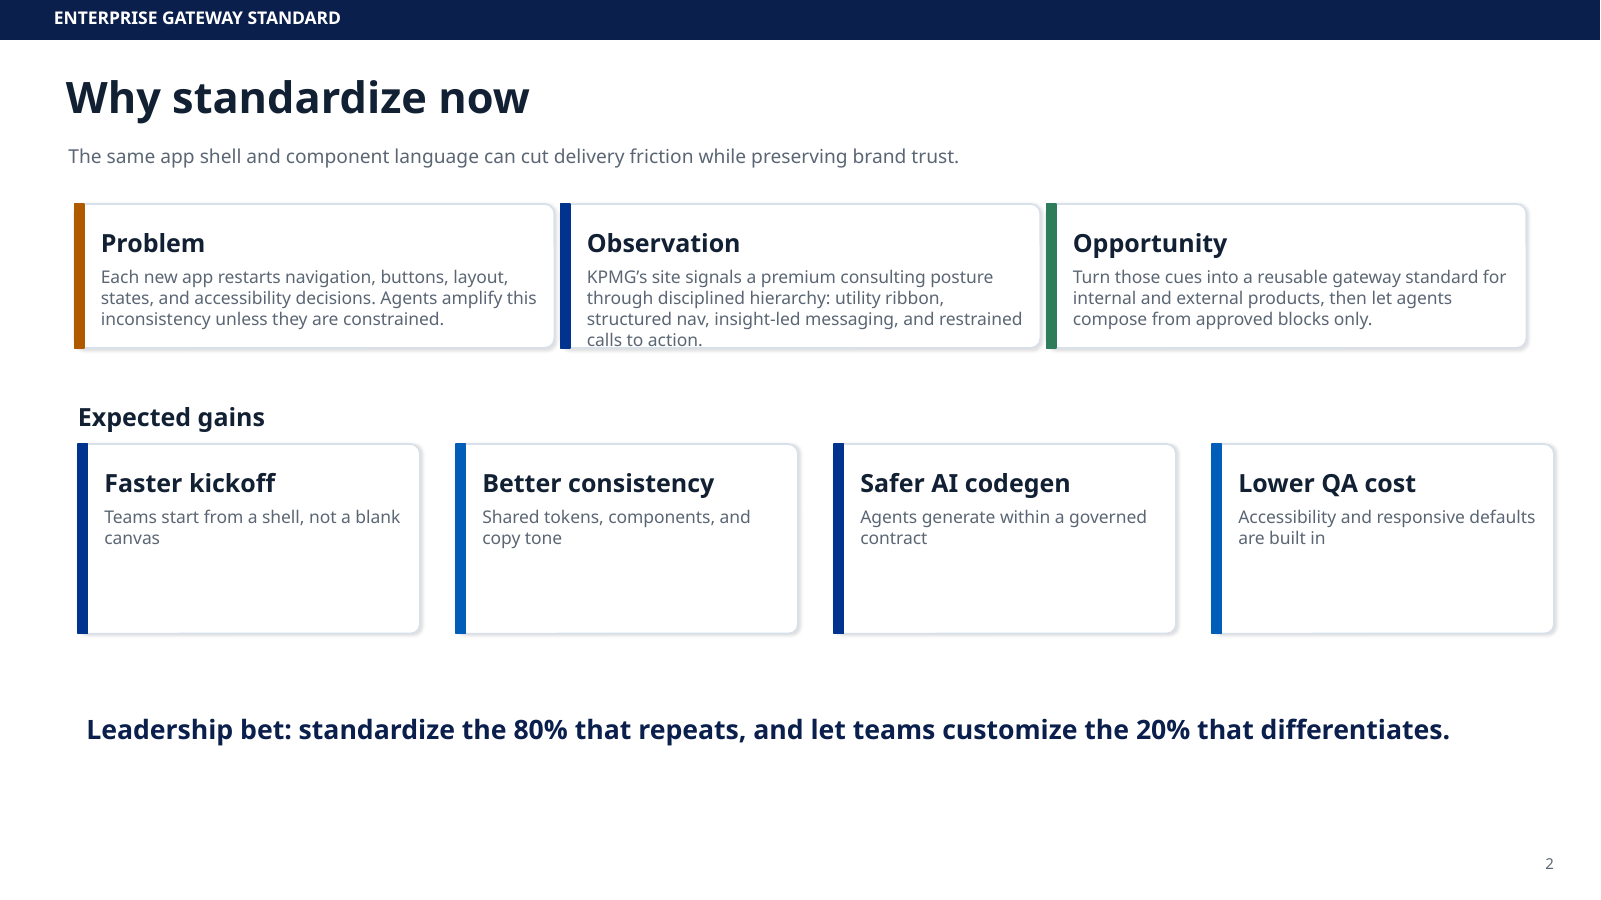 ENTERPRISE GATEWAY STANDARD
Why standardize now
The same app shell and component language can cut delivery friction while preserving brand trust.
Problem
Each new app restarts navigation, buttons, layout,
states, and accessibility decisions. Agents amplify this
inconsistency unless they are constrained.
Observation
KPMG’s site signals a premium consulting posture
through disciplined hierarchy: utility ribbon,
structured nav, insight-led messaging, and restrained
calls to action.
Opportunity
Turn those cues into a reusable gateway standard for
internal and external products, then let agents
compose from approved blocks only.
Expected gains
Faster kickoff
Teams start from a shell, not a blank
canvas
Better consistency
Shared tokens, components, and
copy tone
Safer AI codegen
Agents generate within a governed
contract
Lower QA cost
Accessibility and responsive defaults
are built in
Leadership bet: standardize the 80% that repeats, and let teams customize the 20% that differentiates.
2